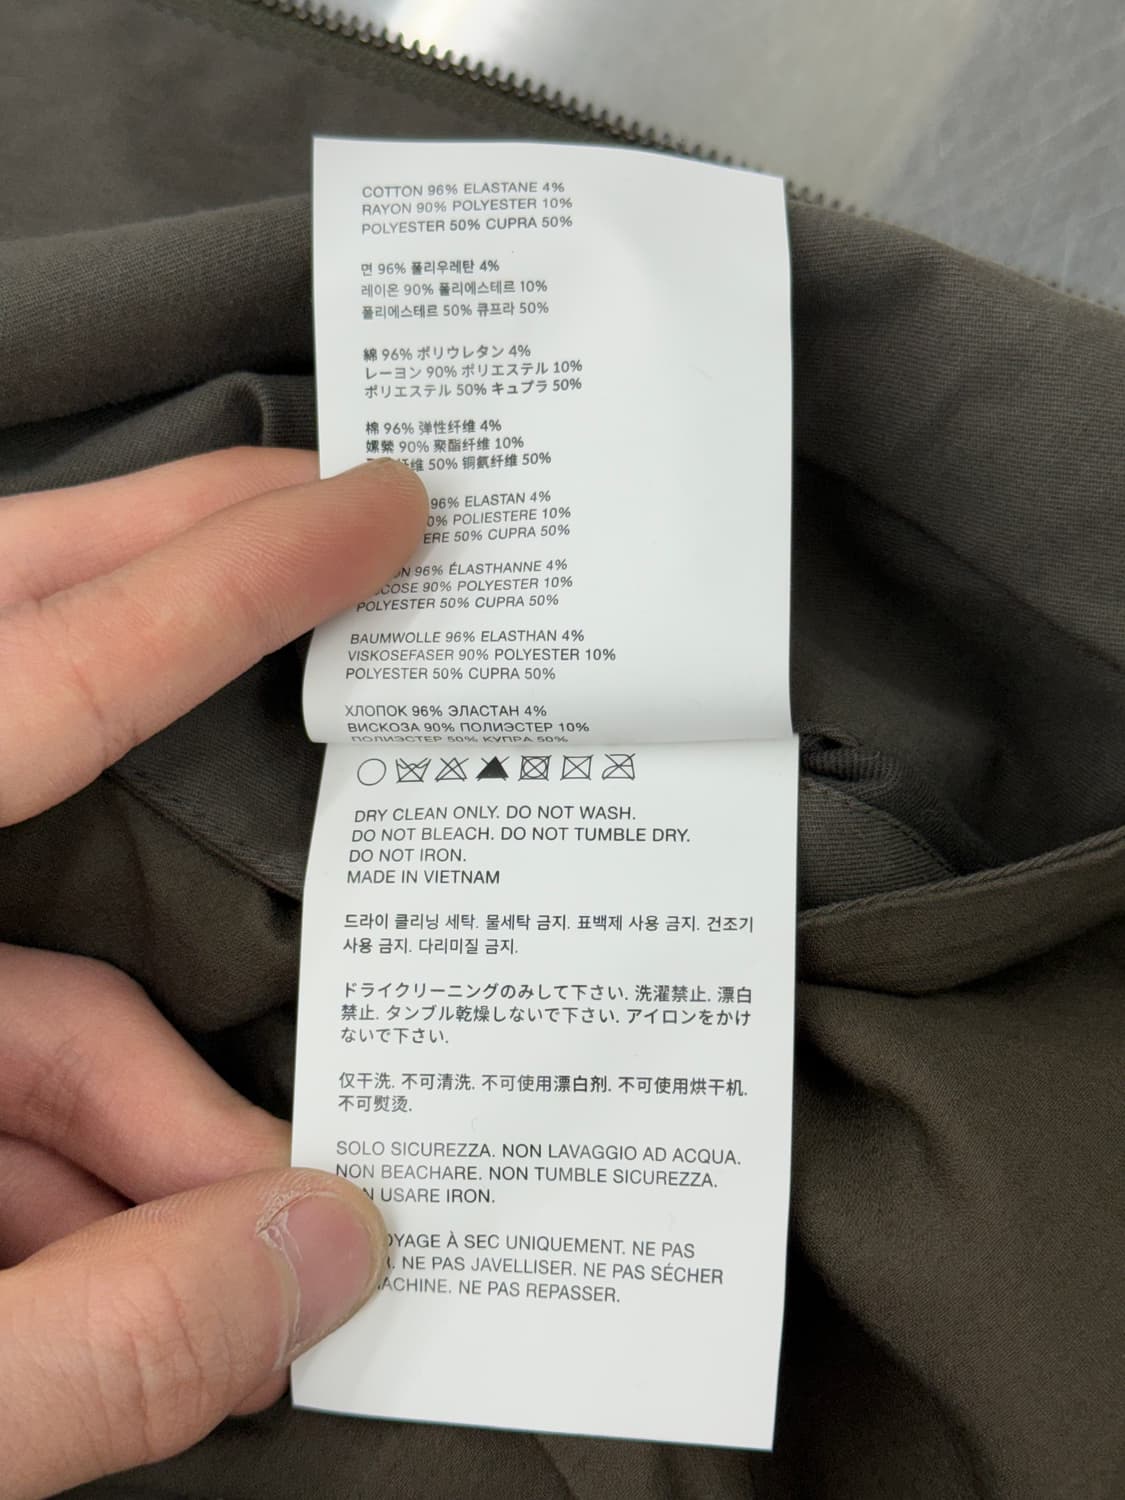 COTTON 96% ELASTANE 4%
RAYON 90% POLYESTER 10%
POLYESTER 50% CUPRA 50%
면 96% 폴리우레탄 4%
레이온 90% 폴리에스테르 10%
폴리에스테르 50% 큐프라 50%
綿 96% ポリウレタン 4%
レーヨン 90% ポリエステル 10%
ポリエステル 50% キュプラ 50%
棉 96% 弹性纤维 4%
嫘縈 90% 聚酯纤维 10%
纤维 50% 铜氨纤维 50%
96% ELASTAN 4%
POLIESTERE 10%
50% CUPRA 50%
96% ÉLASTHANNE 4%
90% POLYESTER 10%
POLYESTER 50% CUPRA 50%
BAUMWOLLE 96% ELASTHAN 4%
VISKOSEFASER 90% POLYESTER 10%
POLYESTER 50% CUPRA 50%
ХЛОПОК 96% ЭЛАСТАН 4%
ВИСКОЗА 90% ПОЛИЭСТЕР 10%
ПОЛИЭСТЕР 50% КУПРА 50%
DRY CLEAN ONLY. DO NOT WASH.
DO NOT BLEACH. DO NOT TUMBLE DRY.
DO NOT IRON.
MADE IN VIETNAM
드라이 클리닝 세탁. 물세탁 금지. 표백제 사용 금지. 건조기
사용 금지. 다리미질 금지.
ドライクリーニングのみして下さい. 洗濯禁止. 漂白
禁止. タンブル乾燥しないで下さい. アイロンをかけ
ないで下さい.
仅干洗. 不可清洗. 不可使用漂白剂. 不可使用烘干机.
不可熨烫.
SOLO SICUREZZA. NON LAVAGGIO AD ACQUA.
NON BEACHARE. NON TUMBLE SICUREZZA.
USARE IRON.
À SEC UNIQUEMENT. NE PAS
NE PAS JAVELLISER. NE PAS SÉCHER
NE PAS REPASSER.